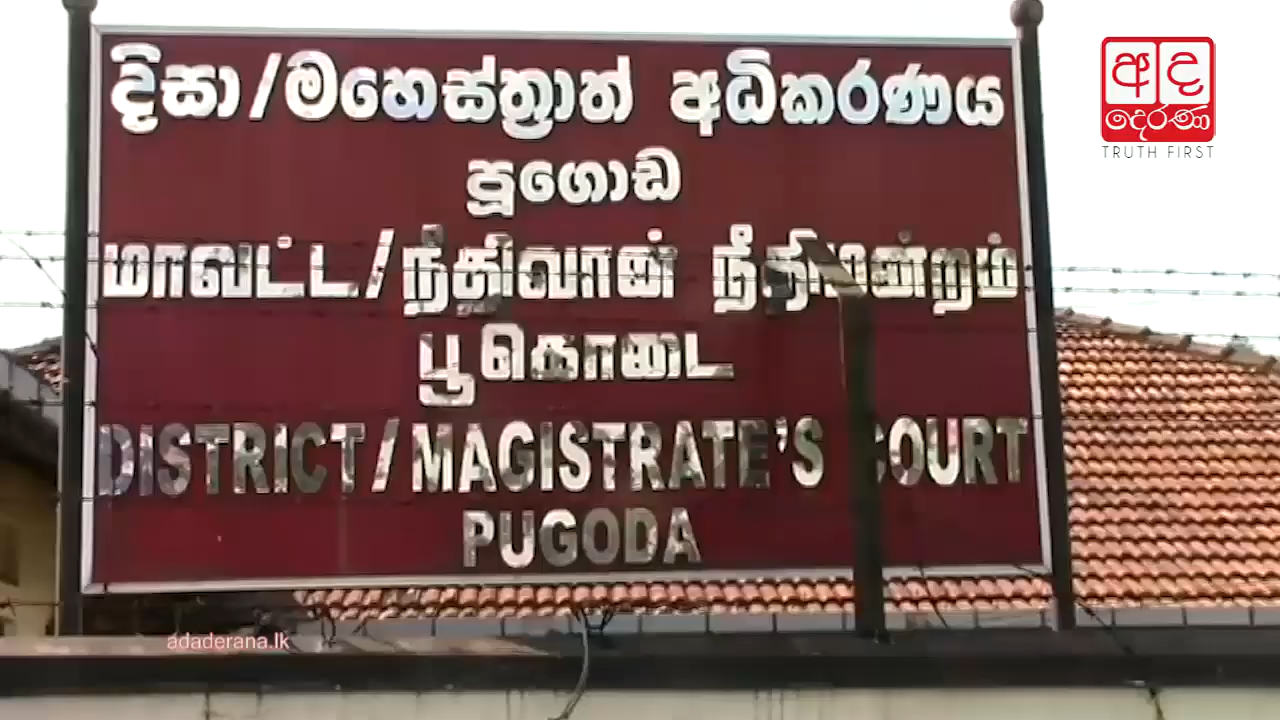 දිසා/මහෙස්ත්‍රාත් අධිකරණය
පූගොඩ
மாவட்ட/நீதிவான் நீதிமன்றம்
பூகொடை
DISTRICT/MAGISTRATE'S COURT
PUGODA
අද
දෙරණ
TRUTH FIRST
adaderana.lk